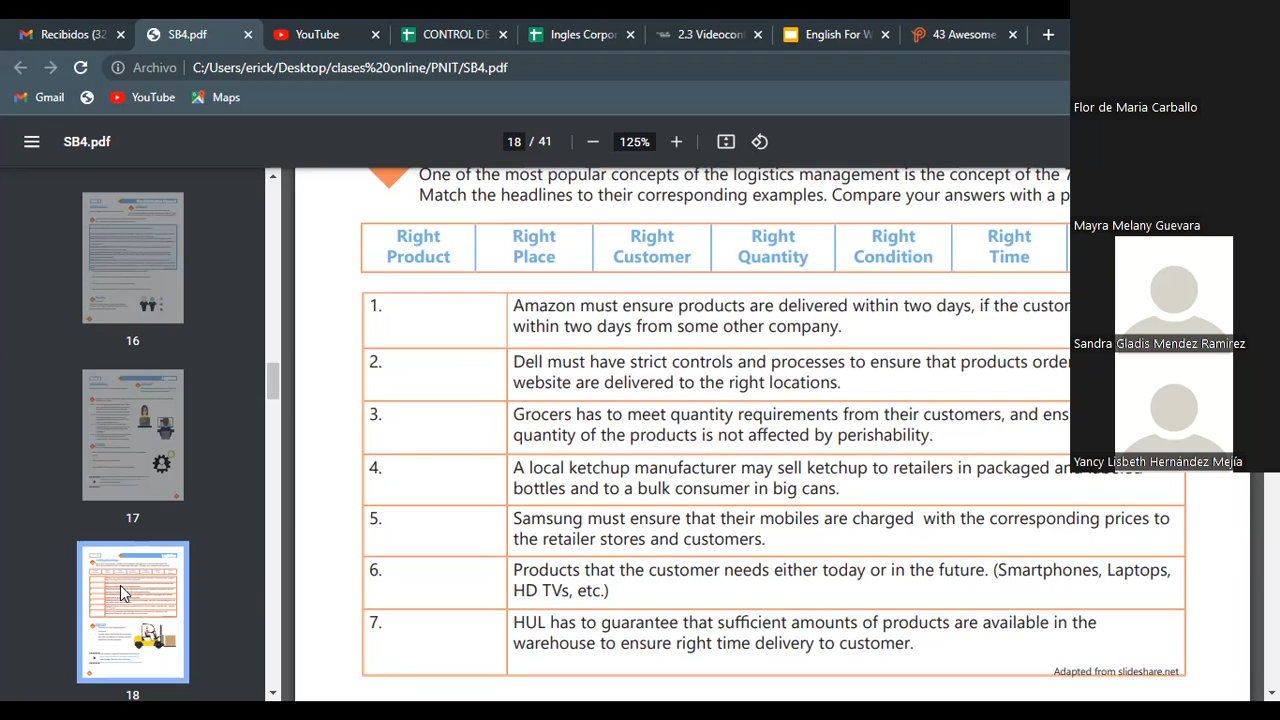 Recibidos (32
SB4.pdf
YouTube
CONTROL DE
Ingles Corpor
2.3 Videocont
English For W
43 Awesome
Archivo
C:/Users/erick/Desktop/clases%20online/PNIT/SB4.pdf
Gmail
YouTube
Maps
SB4.pdf
18 / 41
125%
16
17
18
One of the most popular concepts of the logistics management is the concept of the 7
Match the headlines to their corresponding examples. Compare your answers with a p
Right Product
Right Place
Right Customer
Right Quantity
Right Condition
Right Time
1. Amazon must ensure products are delivered within two days, if the custo
within two days from some other company.
2. Dell must have strict controls and processes to ensure that products orde
website are delivered to the right locations.
3. Grocers has to meet quantity requirements from their customers, and ens
quantity of the products is not affected by perishability.
4. A local ketchup manufacturer may sell ketchup to retailers in packaged and labeled
bottles and to a bulk consumer in big cans.
5. Samsung must ensure that their mobiles are charged with the corresponding prices to
the retailer stores and customers.
6. Products that the customer needs either today or in the future (Smartphones, Laptops,
HD TVs, etc.)
7. HUL has to guarantee that sufficient amounts of products are available in the
warehouse to ensure right time delivery to customer.
Adapted from slideshare.net
Flor de Maria Carballo
Mayra Melany Guevara
Sandra Gladis Mendez Ramirez
Yancy Lisbeth Hernández Mejía